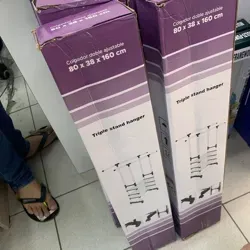 Colgador doble ajustable
80 x 38 x 160 cm
Triple stand hanger
Colgador doble ajustable
80 x 38 x 160 cm
Triple stand hanger